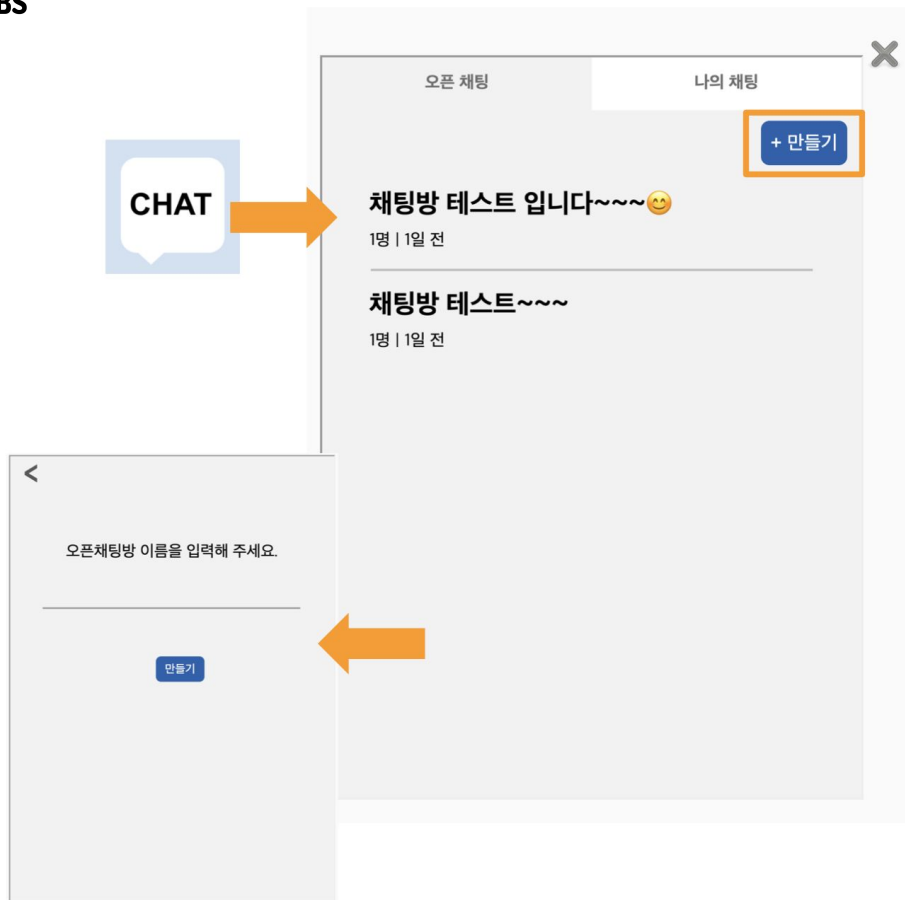 BS
오픈 채팅
나의 채팅
+ 만들기
CHAT
채팅방 테스트 입니다~~~😊
1명 | 1일 전
채팅방 테스트~~~
1명 | 1일 전
<
오픈채팅방 이름을 입력해 주세요.
만들기